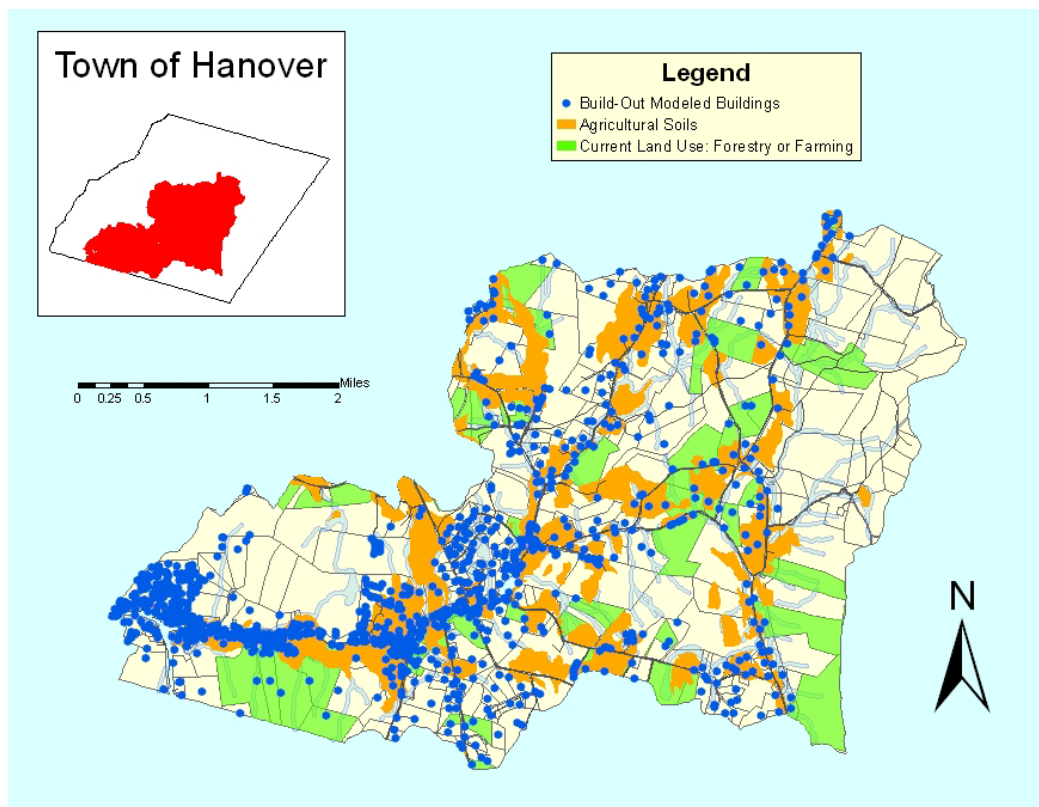 Town of Hanover
Legend
Build-Out Modeled Buildings
Agricultural Soils
Current Land Use: Forestry or Farming
Miles
0 0.25 0.5 1 1.5 2
N